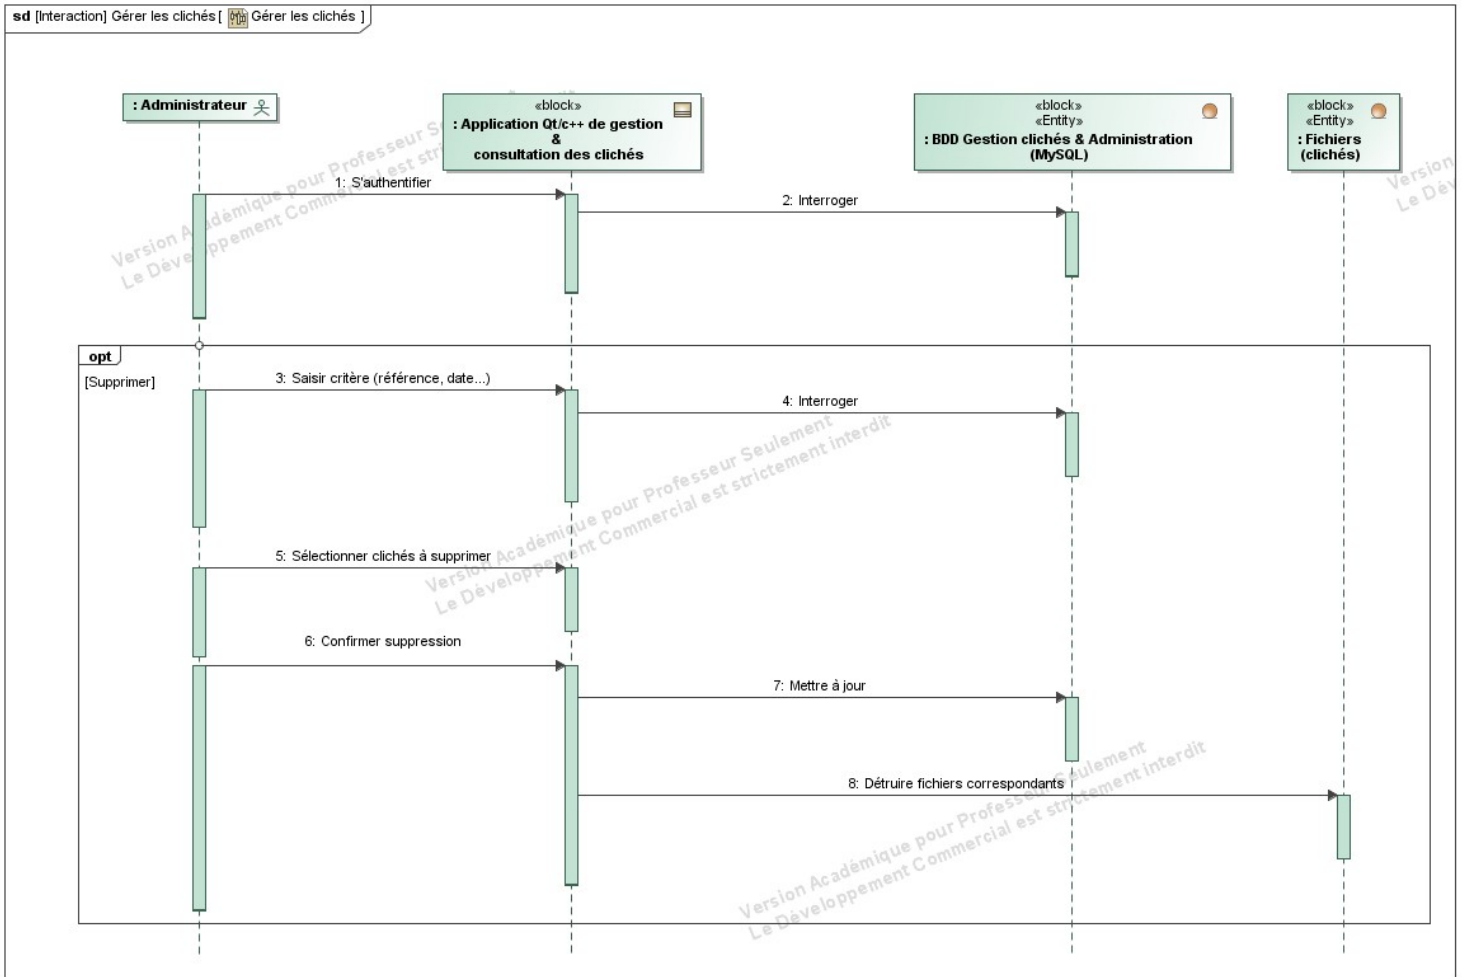 sd [Interaction] Gérer les clichés [ Gérer les clichés ]
: Administrateur
«block»
: Application Qt/c++ de gestion
&
consultation des clichés
«block»
«Entity»
: BDD Gestion clichés & Administration
(MySQL)
«block»
«Entity»
: Fichiers
(clichés)
1: S'authentifier
2: Interroger
opt
[Supprimer]
3: Saisir critère (référence, date...)
4: Interroger
5: Sélectionner clichés à supprimer
6: Confirmer suppression
7: Mettre à jour
8: Détruire fichiers correspondants
Version Académique pour Professeur S
Le Développement Commercial est stri
Version
Le Dév
Version Académique pour Professeur Seulement
Le Développement Commercial est strictement interdit
Version Académique pour Professeur Seulement
Le Développement Commercial est strictement interdit